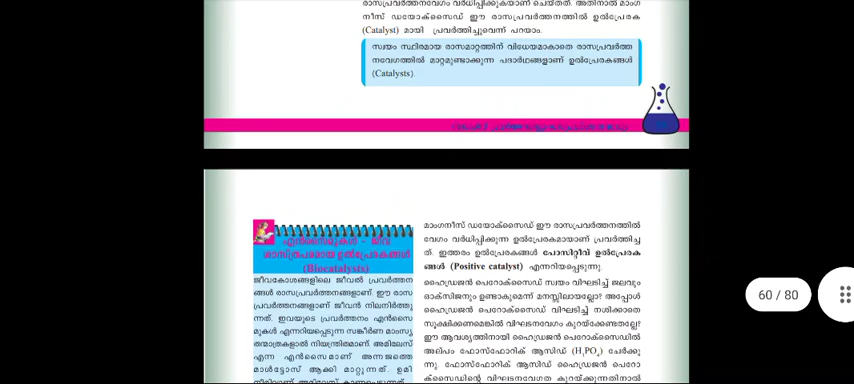 രാസപ്രവർത്തനവേഗം വർധിപ്പിക്കുകയാണ് ചെയ്തത്. അതിനാൽ മാംഗ
നീസ് ഡയോക്സൈഡ് ഈ രാസപ്രവർത്തനത്തിൽ ഉൽപ്രേരക
(Catalyst) മായി പ്രവർത്തിച്ചുവെന്ന് പറയാം.
സ്വയം സ്ഥിരമായ രാസമാറ്റത്തിന് വിധേയമാകാതെ രാസപ്രവർത്ത
നവേഗത്തിൽ മാറ്റമുണ്ടാക്കുന്ന പദാർഥങ്ങളാണ് ഉൽപ്രേരകങ്ങൾ
(Catalysts).
എൻസൈമുകൾ - ജീവ
ശാസ്ത്രപരമായ ഉൽപ്രേരകങ്ങൾ
(Biocatalysts)
ജീവകോശങ്ങളിലെ ജീവൽ പ്രവർത്തന
ങ്ങൾ രാസപ്രവർത്തനങ്ങളാണ്. ഈ രാസ
പ്രവർത്തനങ്ങളാണ് ജീവൻ നിലനിർത്തു
ന്നത്. ഇവയുടെ പ്രവർത്തനം എൻസൈ
മുകൾ എന്നറിയപ്പെടുന്ന സങ്കീർണ മാംസ്യ
തന്മാത്രകളാൽ നിയന്ത്രിതമാണ്. അമിലേസ്
എന്ന എൻസൈമാണ് അന്നജത്തെ
മാൾട്ടോസ് ആക്കി മാറ്റുന്നത്. ഉമി
നീരിലാണ് അമിലേസ് കാണപ്പെടുന്നത്.
മാംഗനീസ് ഡയോക്സൈഡ് ഈ രാസപ്രവർത്തനത്തിൽ
വേഗം വർധിപ്പിക്കുന്ന ഉൽപ്രേരകമായാണ് പ്രവർത്തിച്ച
ത്. ഇത്തരം ഉൽപ്രേരകങ്ങൾ പോസിറ്റീവ് ഉൽപ്രേരക
ങ്ങൾ (Positive catalyst) എന്നറിയപ്പെടുന്നു.
ഹൈഡ്രജൻ പെറോക്സൈഡ് സ്വയം വിഘടിച്ച് ജലവും
ഓക്സിജനും ഉണ്ടാകുമെന്ന് മനസ്സിലായല്ലോ? അപ്പോൾ
ഹൈഡ്രജൻ പെറോക്സൈഡ് വിഘടിച്ച് നശിക്കാതെ
സൂക്ഷിക്കണമെങ്കിൽ വിഘടനവേഗം കുറയ്ക്കേണ്ടതല്ലേ?
ഈ ആവശ്യത്തിനായി ഹൈഡ്രജൻ പെറോക്സൈഡിൽ
അല്പം ഫോസ്ഫോറിക് ആസിഡ് (H₃PO₄) ചേർക്കു
ന്നു. ഫോസ്ഫോറിക് ആസിഡ് ഹൈഡ്രജൻ പെറോ
ക്സൈഡിന്റെ വിഘടനവേഗത കുറയ്ക്കുന്നതിനാൽ
60 / 80